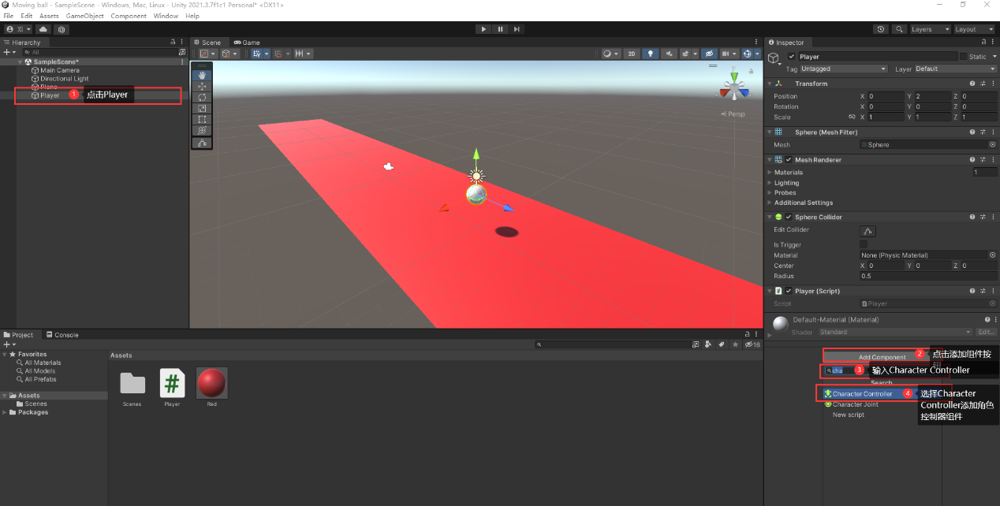 Moving ball - SampleScene - Windows, Mac, Linux - Unity 2021.3.7f1c1 Personal* <DX11>
File Edit Assets GameObject Component Window Help
Layers Layout
Hierarchy
All
SampleScene*
Main Camera
Directional Light
Plane
Player
1 点击Player
Scene Game
2D
y
Persp
Inspector
Player Static
Tag Untagged Layer Default
Transform
Position X 0 Y 2 Z 0
Rotation X 0 Y 0 Z 0
Scale X 1 Y 1 Z 1
Sphere (Mesh Filter)
Mesh Sphere
Mesh Renderer
Materials 1
Lighting
Probes
Additional Settings
Sphere Collider
Edit Collider
Is Trigger
Material None (Physic Material)
Center X 0 Y 0 Z 0
Radius 0.5
Player (Script)
Script Player
Default-Material (Material)
Shader Standard Edit...
Add Component
2 点击添加组件按
cha
3 输入Character Controller
Search
Character Controller
4 选择Character
Controller添加角色
控制器组件
Character Joint
New script
Project Console
16
Favorites
All Materials
All Models
All Prefabs
Assets
Scenes
Packages
Assets
Scenes Player Red